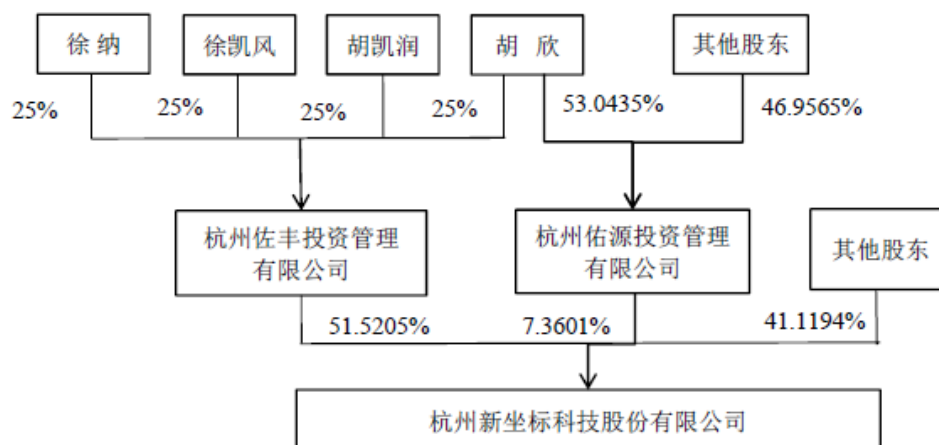 徐 纳
徐凯风
胡凯润
胡 欣
其他股东
25%
25%
25%
25%
53.0435%
46.9565%
杭州佐丰投资管理
有限公司
杭州佑源投资管理
有限公司
其他股东
51.5205%
7.3601%
41.1194%
杭州新坐标科技股份有限公司